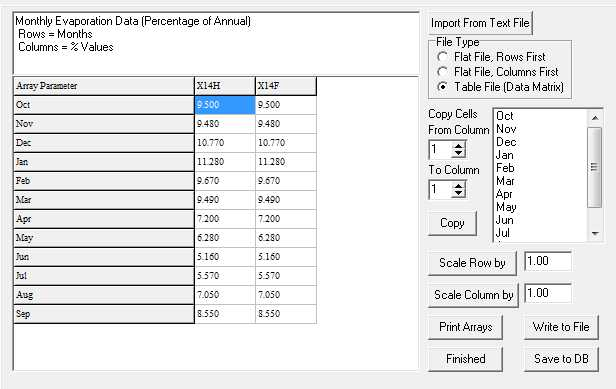 Monthly Evaporation Data (Percentage of Annual)
Rows = Months
Columns = % Values
Array Parameter X14H X14F
Oct 9.500 9.500
Nov 9.480 9.480
Dec 10.770 10.770
Jan 11.280 11.280
Feb 9.670 9.670
Mar 9.490 9.490
Apr 7.200 7.200
May 6.280 6.280
Jun 5.160 5.160
Jul 5.570 5.570
Aug 7.050 7.050
Sep 8.550 8.550
Import From Text File
File Type
Flat File, Rows First
Flat File, Columns First
Table File (Data Matrix)
Copy Cells
From Column
1
To Column
1
Copy
Oct
Nov
Dec
Jan
Feb
Mar
Apr
May
Jun
Jul
Scale Row by 1.00
Scale Column by 1.00
Print Arrays Write to File
Finished Save to DB